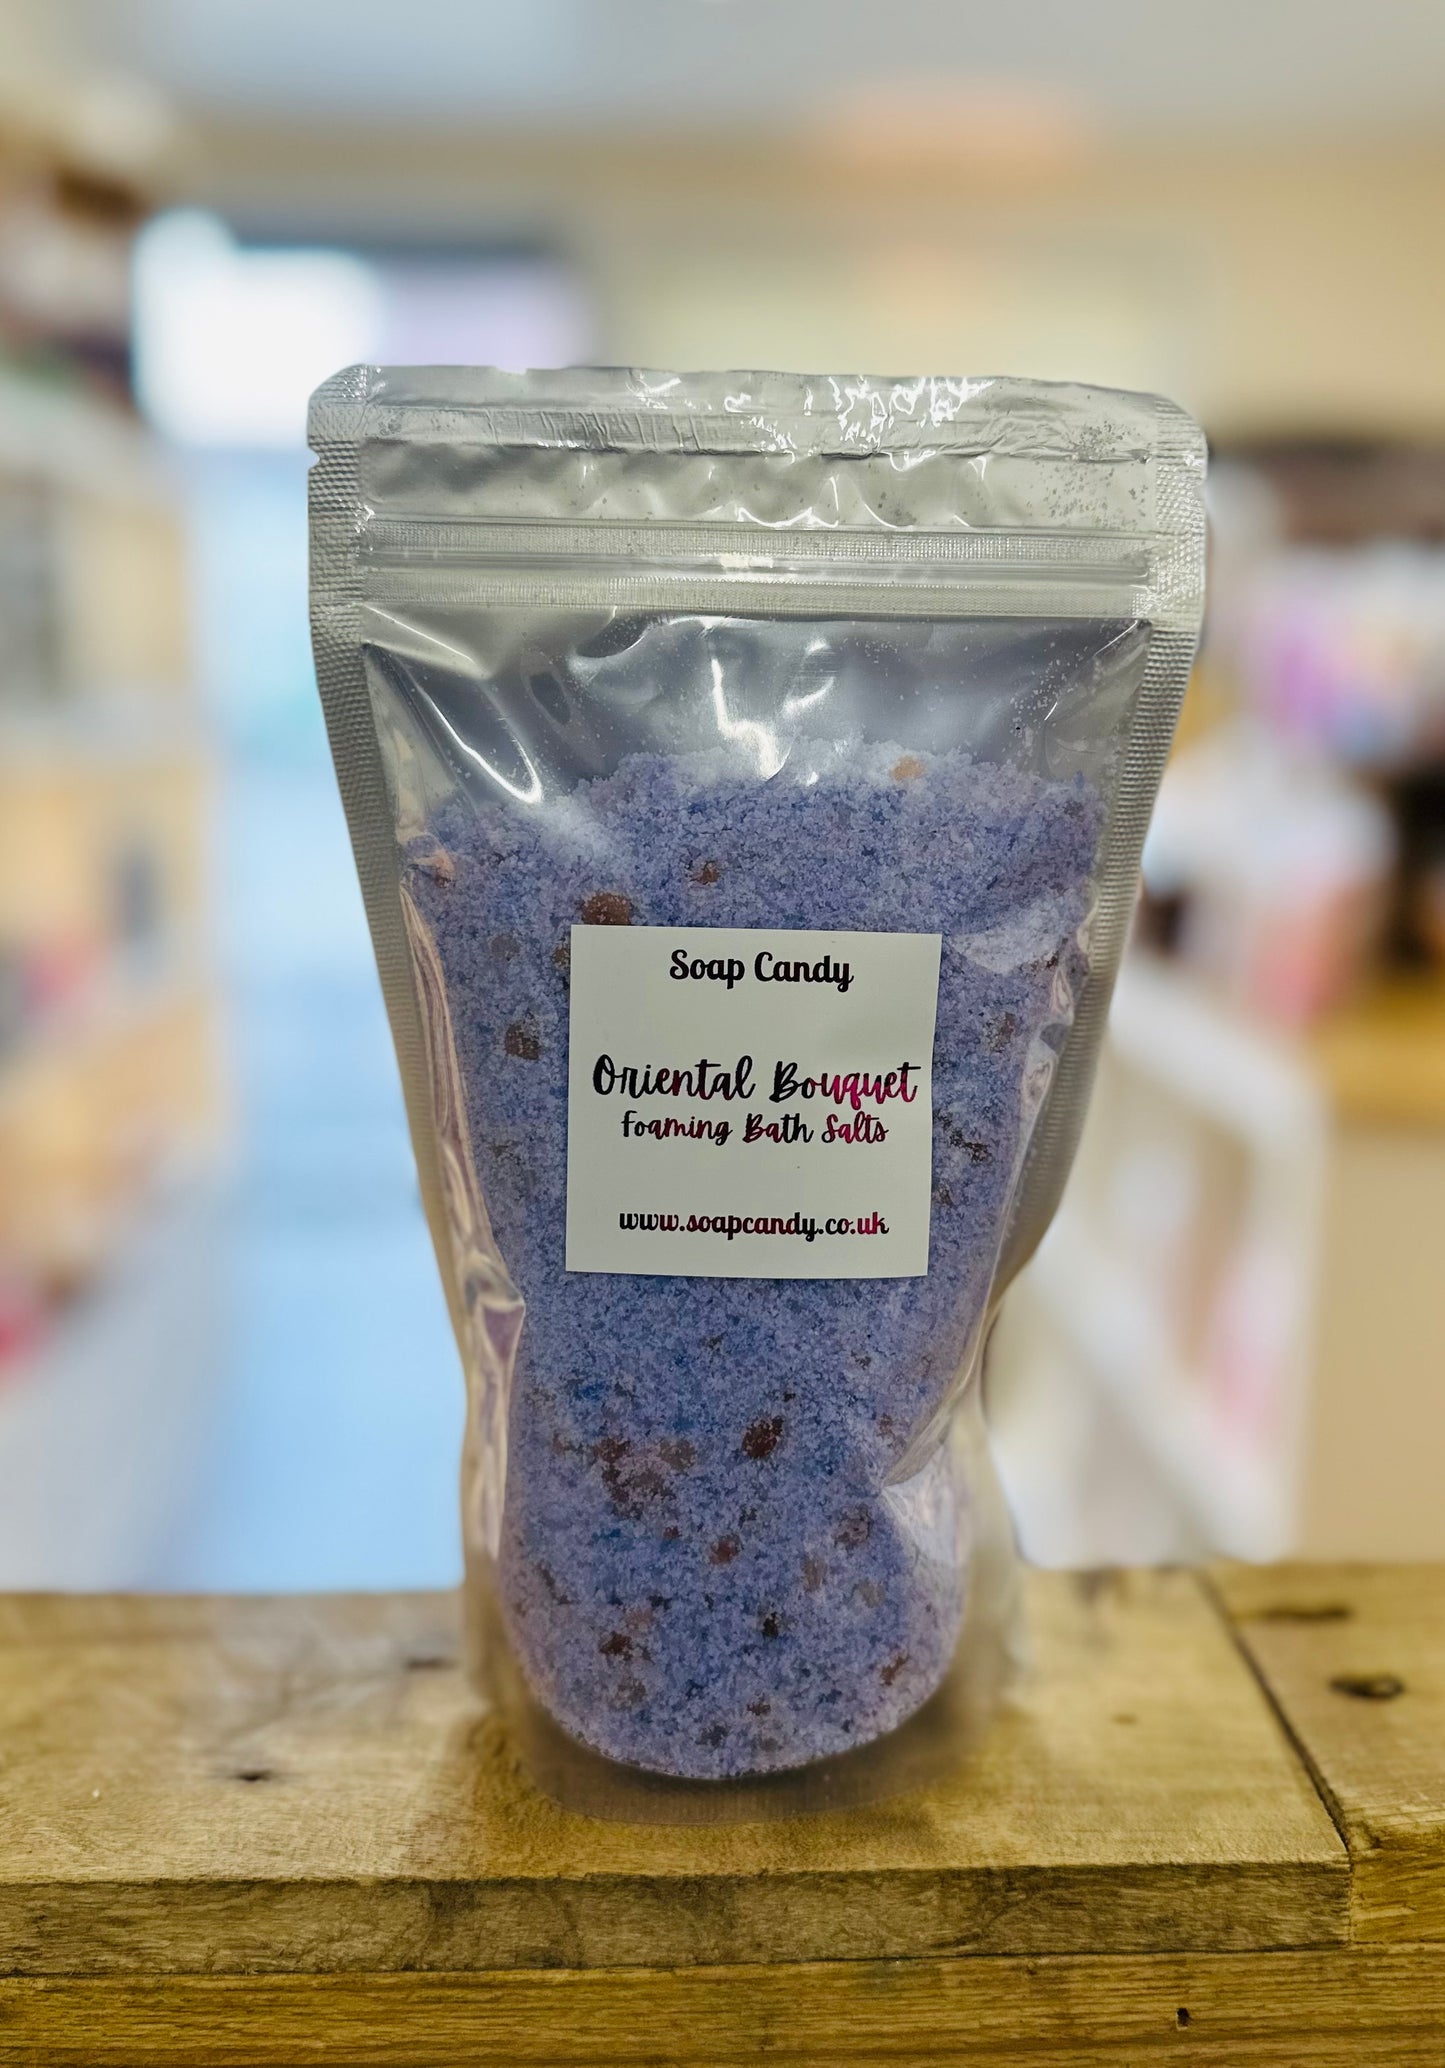 Soap Candy
Oriental Bouquet
Foaming Bath Salts
www.soapcandy.co.uk